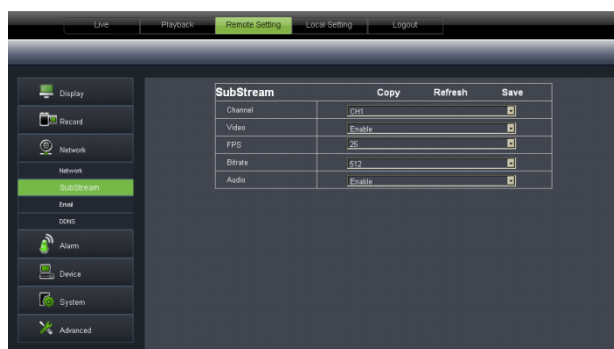 Live Playback Remote Setting Local Setting Logout
Display
Record
Network
Network
SubStream
Email
DDNS
Alarm
Device
System
Advanced
SubStream Copy Refresh Save
Channel CH1
Video Enable
FPS 25
Bitrate 512
Audio Enable